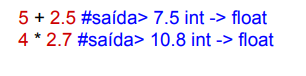 5 + 2.5 #saída> 7.5 int -> float
4 * 2.7 #saída> 10.8 int -> float